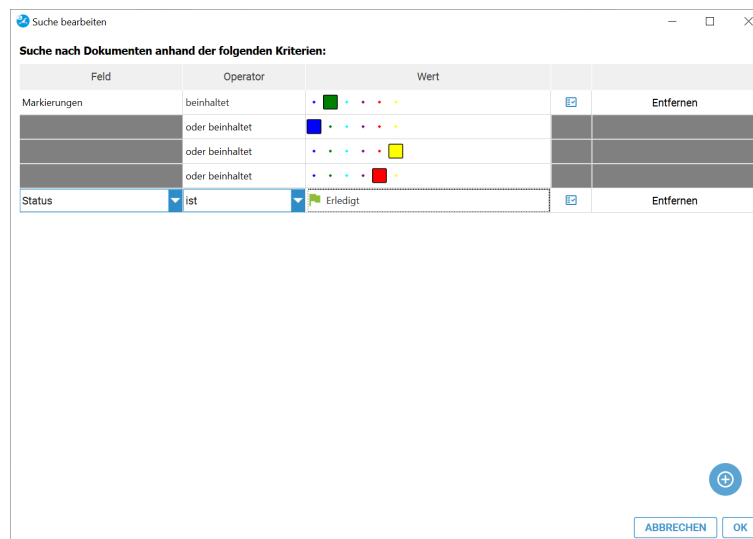 Suche bearbeiten
Suche nach Dokumenten anhand der folgenden Kriterien:
Feld Operator Wert
Markierungen beinhaltet Entfernen
oder beinhaltet
oder beinhaltet
oder beinhaltet
Status ist Erledigt Entfernen
ABBRECHEN OK